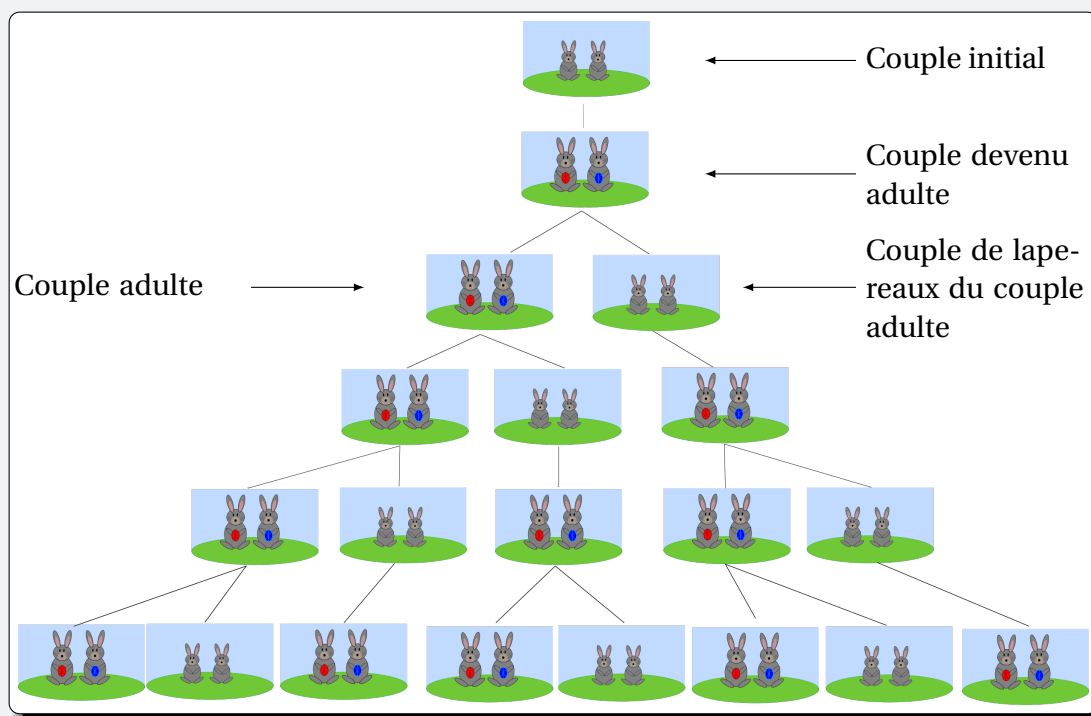 Couple initial
Couple devenu
adulte
Couple adulte
Couple de lape-
reaux du couple
adulte